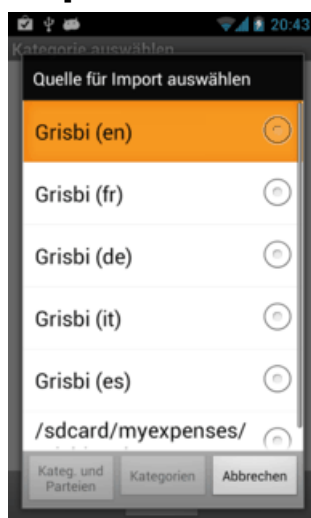 20:43
Kategorie auswählen
Quelle für Import auswählen
Grisbi (en)
Grisbi (fr)
Grisbi (de)
Grisbi (it)
Grisbi (es)
/sdcard/myexpenses/
Kateg. und
Parteien
Kategorien
Abbrechen